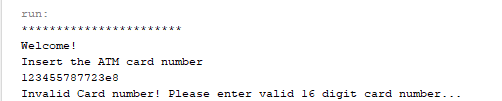 run:
***********************
Welcome!
Insert the ATM card number
123455787723e8
Invalid Card number! Please enter valid 16 digit card number...